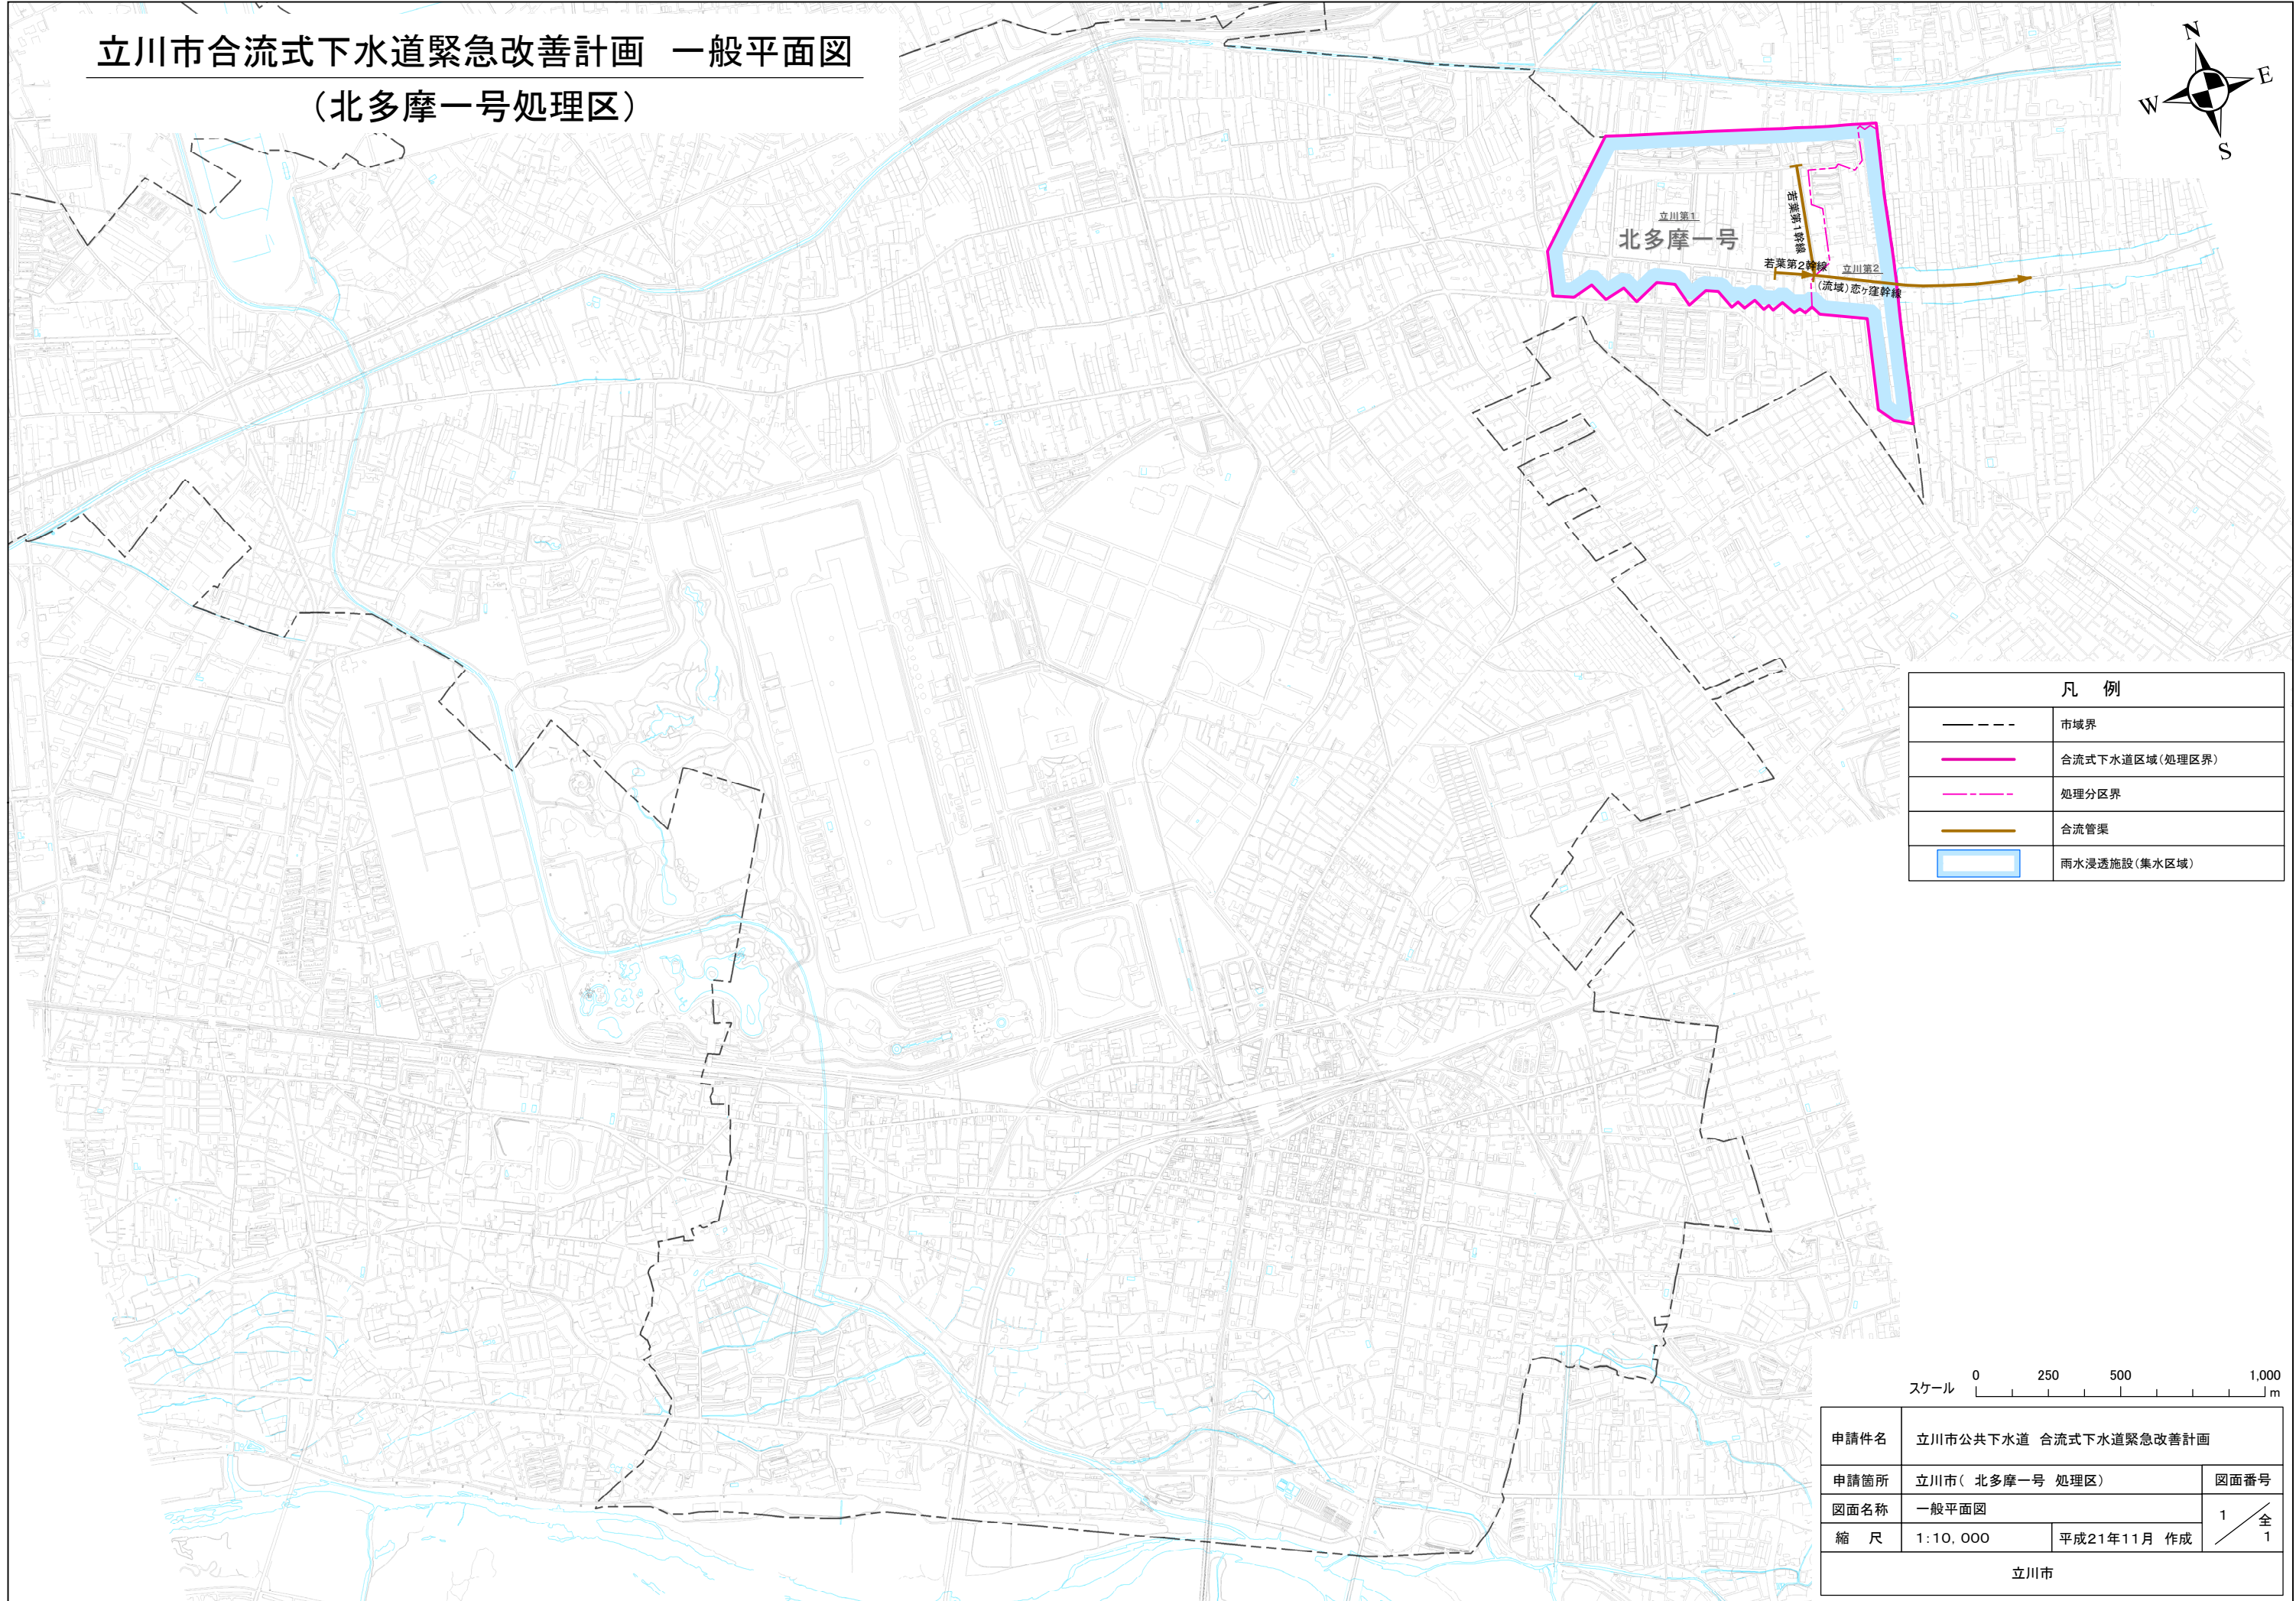 立川市合流式下水道緊急改善計画 一般平面図
（北多摩一号処理区）
N
E
W
S
立川第1
北多摩一号
若葉第1幹線
若葉第2幹線
立川第2
（流域）恋ヶ窪幹線
凡 例
市域界
合流式下水道区域（処理区界）
処理分区界
合流管渠
雨水浸透施設（集水区域）
スケール 0 250 500 1,000 m
申請件名 立川市公共下水道 合流式下水道緊急改善計画
申請箇所 立川市（ 北多摩一号 処理区） 図面番号
図面名称 一般平面図 1／全1
縮 尺 1：10，000 平成21年11月 作成
立川市